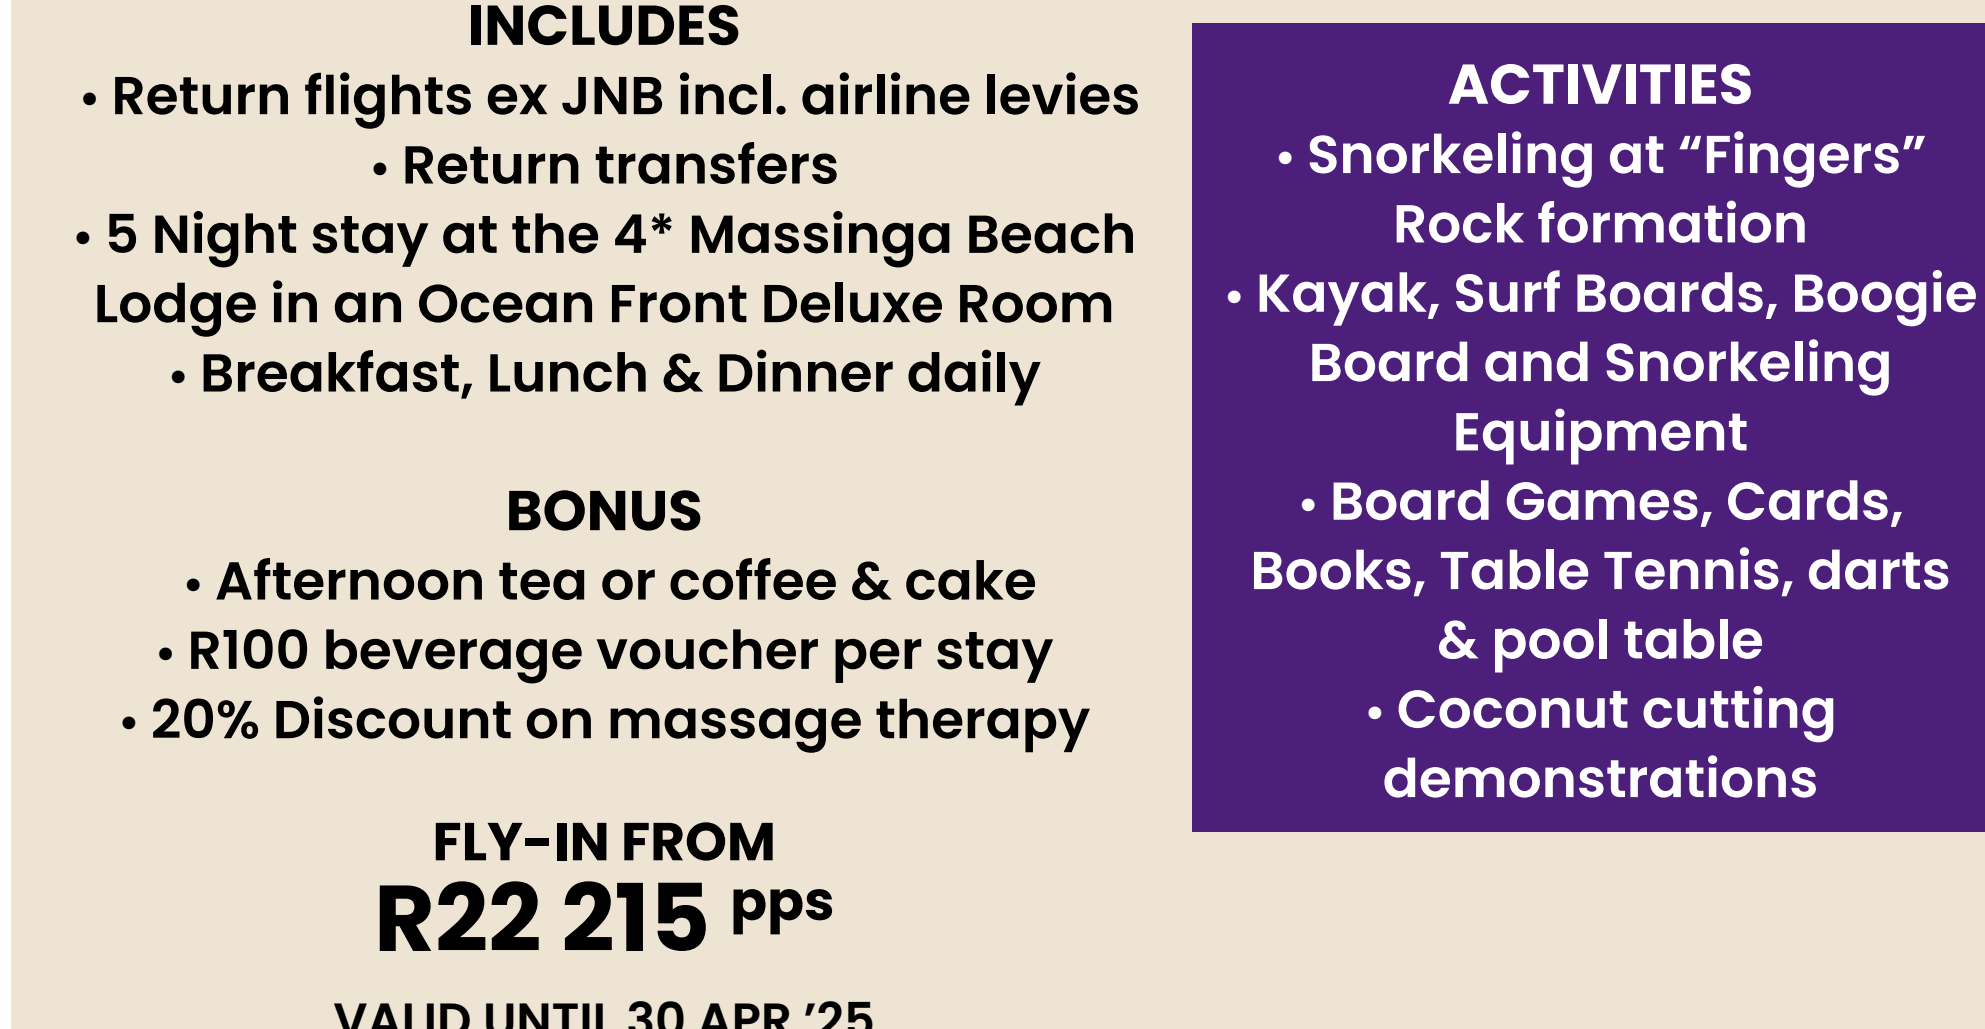 INCLUDES
• Return flights ex JNB incl. airline levies
• Return transfers
• 5 Night stay at the 4* Massinga Beach
Lodge in an Ocean Front Deluxe Room
• Breakfast, Lunch & Dinner daily
BONUS
• Afternoon tea or coffee & cake
• R100 beverage voucher per stay
• 20% Discount on massage therapy
FLY-IN FROM
R22 215 pps
VALID UNTIL 30 APR ’25
ACTIVITIES
• Snorkeling at “Fingers”
Rock formation
• Kayak, Surf Boards, Boogie
Board and Snorkeling
Equipment
• Board Games, Cards,
Books, Table Tennis, darts
& pool table
• Coconut cutting
demonstrations